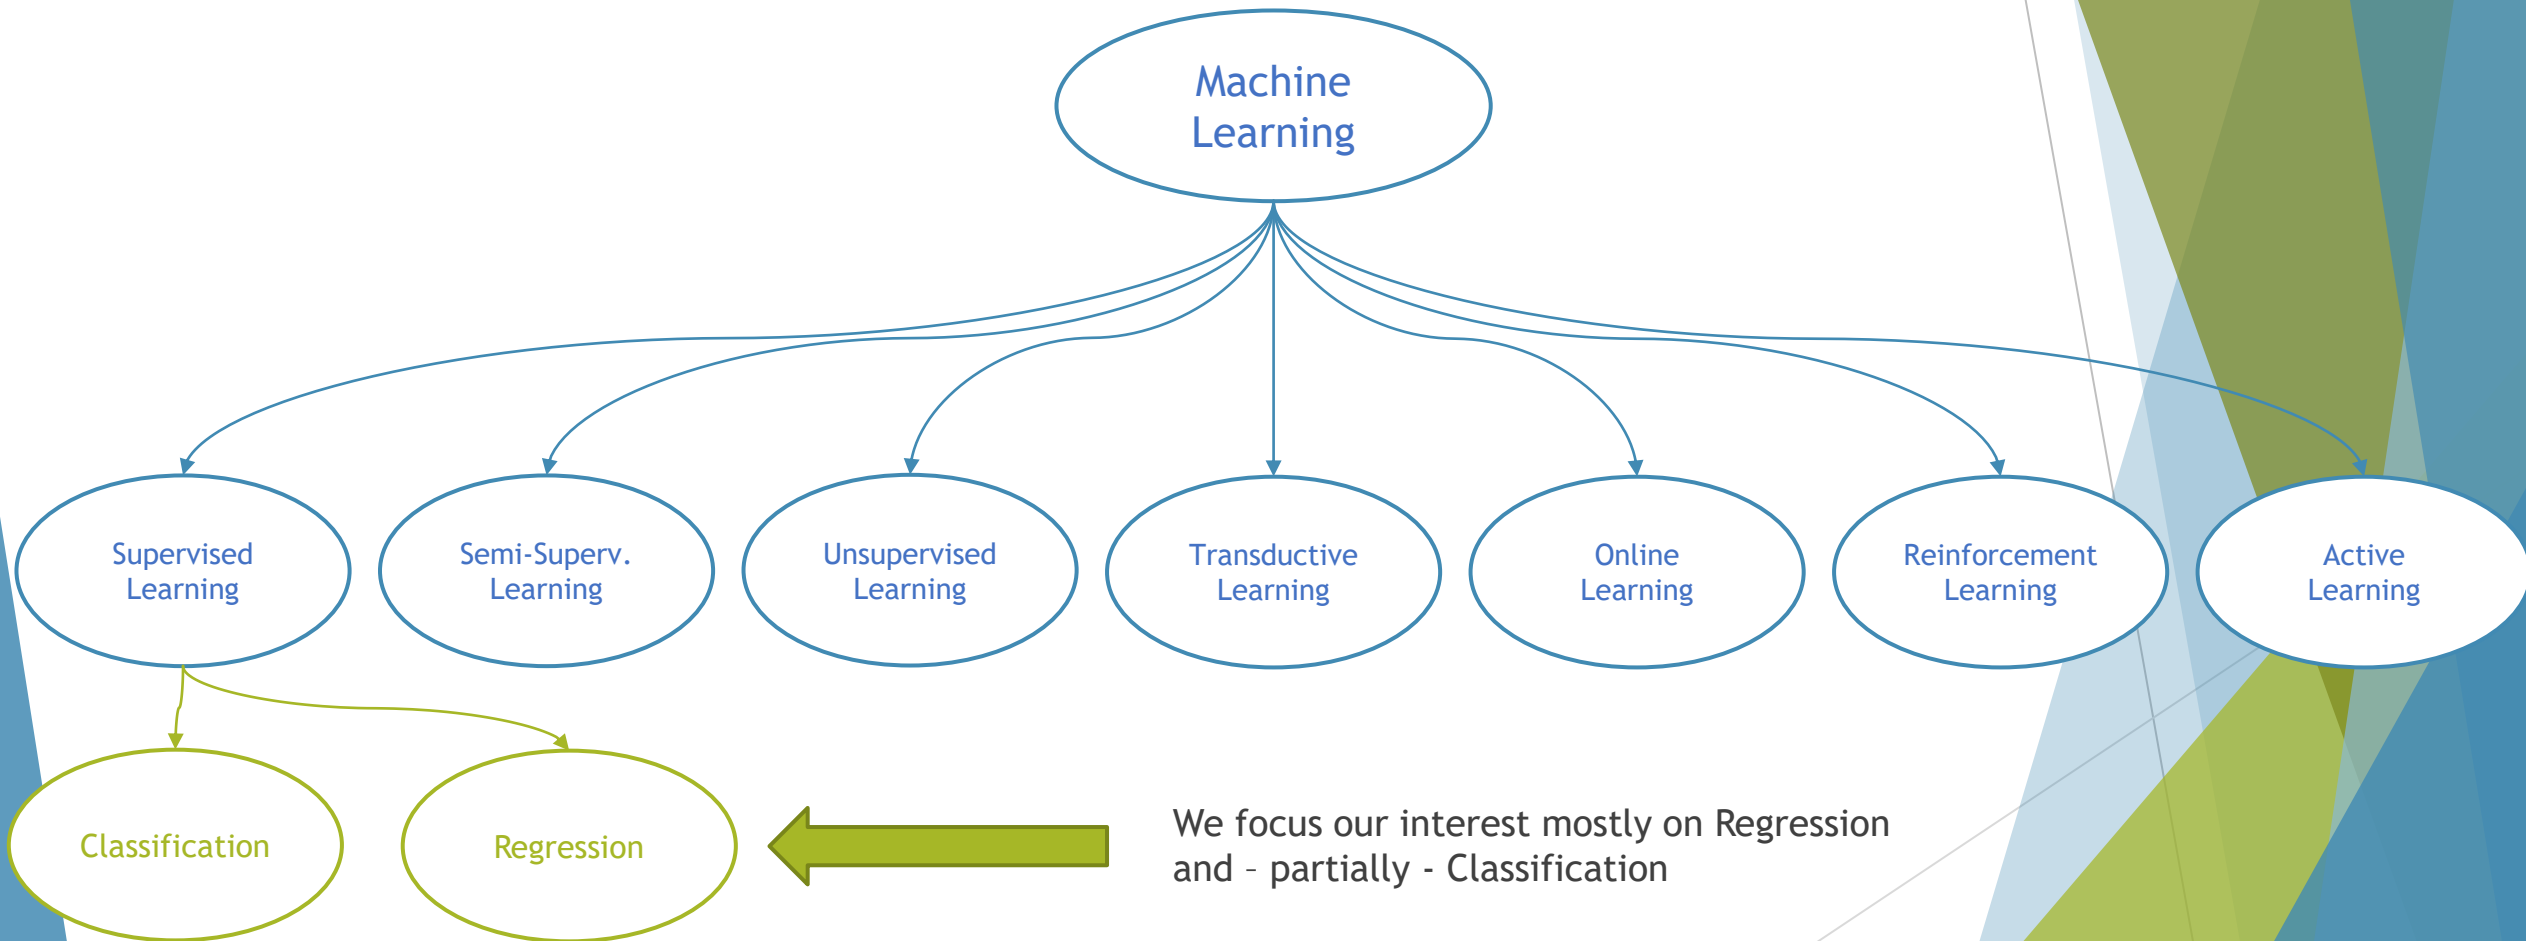 Machine
Learning
Supervised
Learning
Semi-Superv.
Learning
Unsupervised
Learning
Transductive
Learning
Online
Learning
Reinforcement
Learning
Active
Learning
Classification
Regression
We focus our interest mostly on Regression
and – partially - Classification